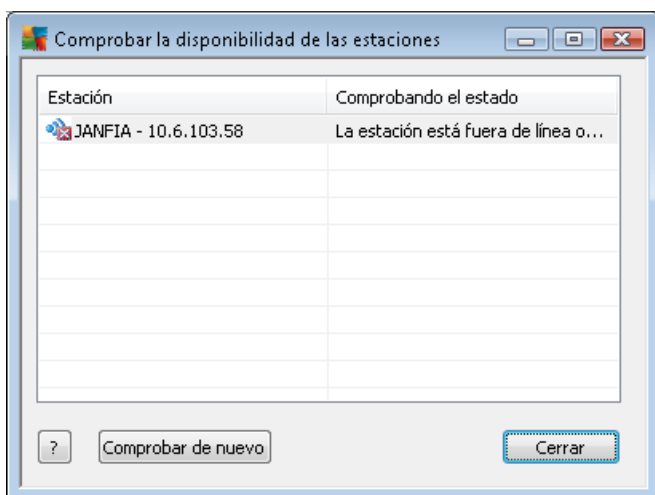 Comprobar la disponibilidad de las estaciones
Estación Comprobando el estado
JANFIA - 10.6.103.58 La estación está fuera de línea o...
? Comprobar de nuevo Cerrar